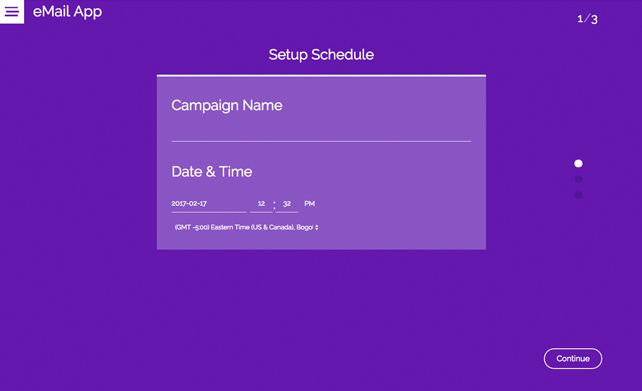 eMail App
1/3
Setup Schedule
Campaign Name
Date & Time
2017-02-17 12 : 32 PM
(GMT -5:00) Eastern Time (US & Canada), Bogo
Continue